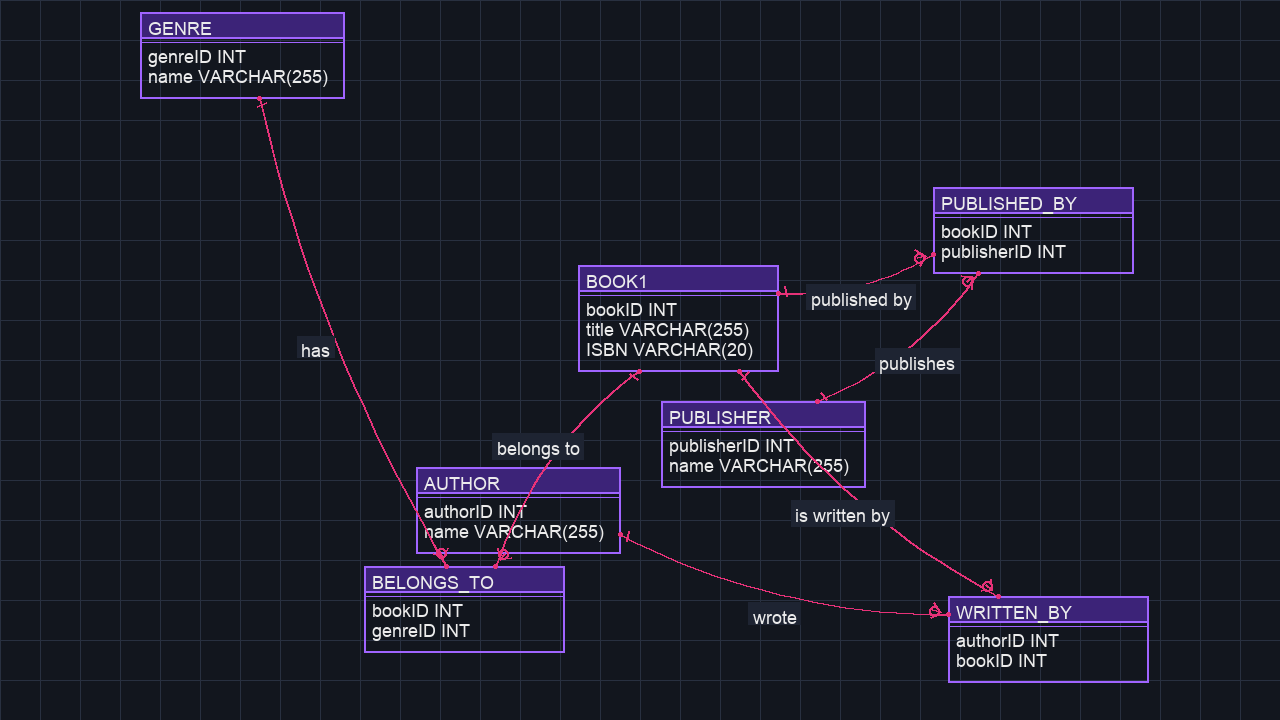 GENRE
genreID INT
name VARCHAR(255)
PUBLISHED_BY
bookID INT
publisherID INT
BOOK1
bookID INT
title VARCHAR(255)
ISBN VARCHAR(20)
published by
has
publishes
PUBLISHER
publisherID INT
name VARCHAR(255)
belongs to
AUTHOR
authorID INT
name VARCHAR(255)
is written by
BELONGS_TO
bookID INT
genreID INT
wrote
WRITTEN_BY
authorID INT
bookID INT